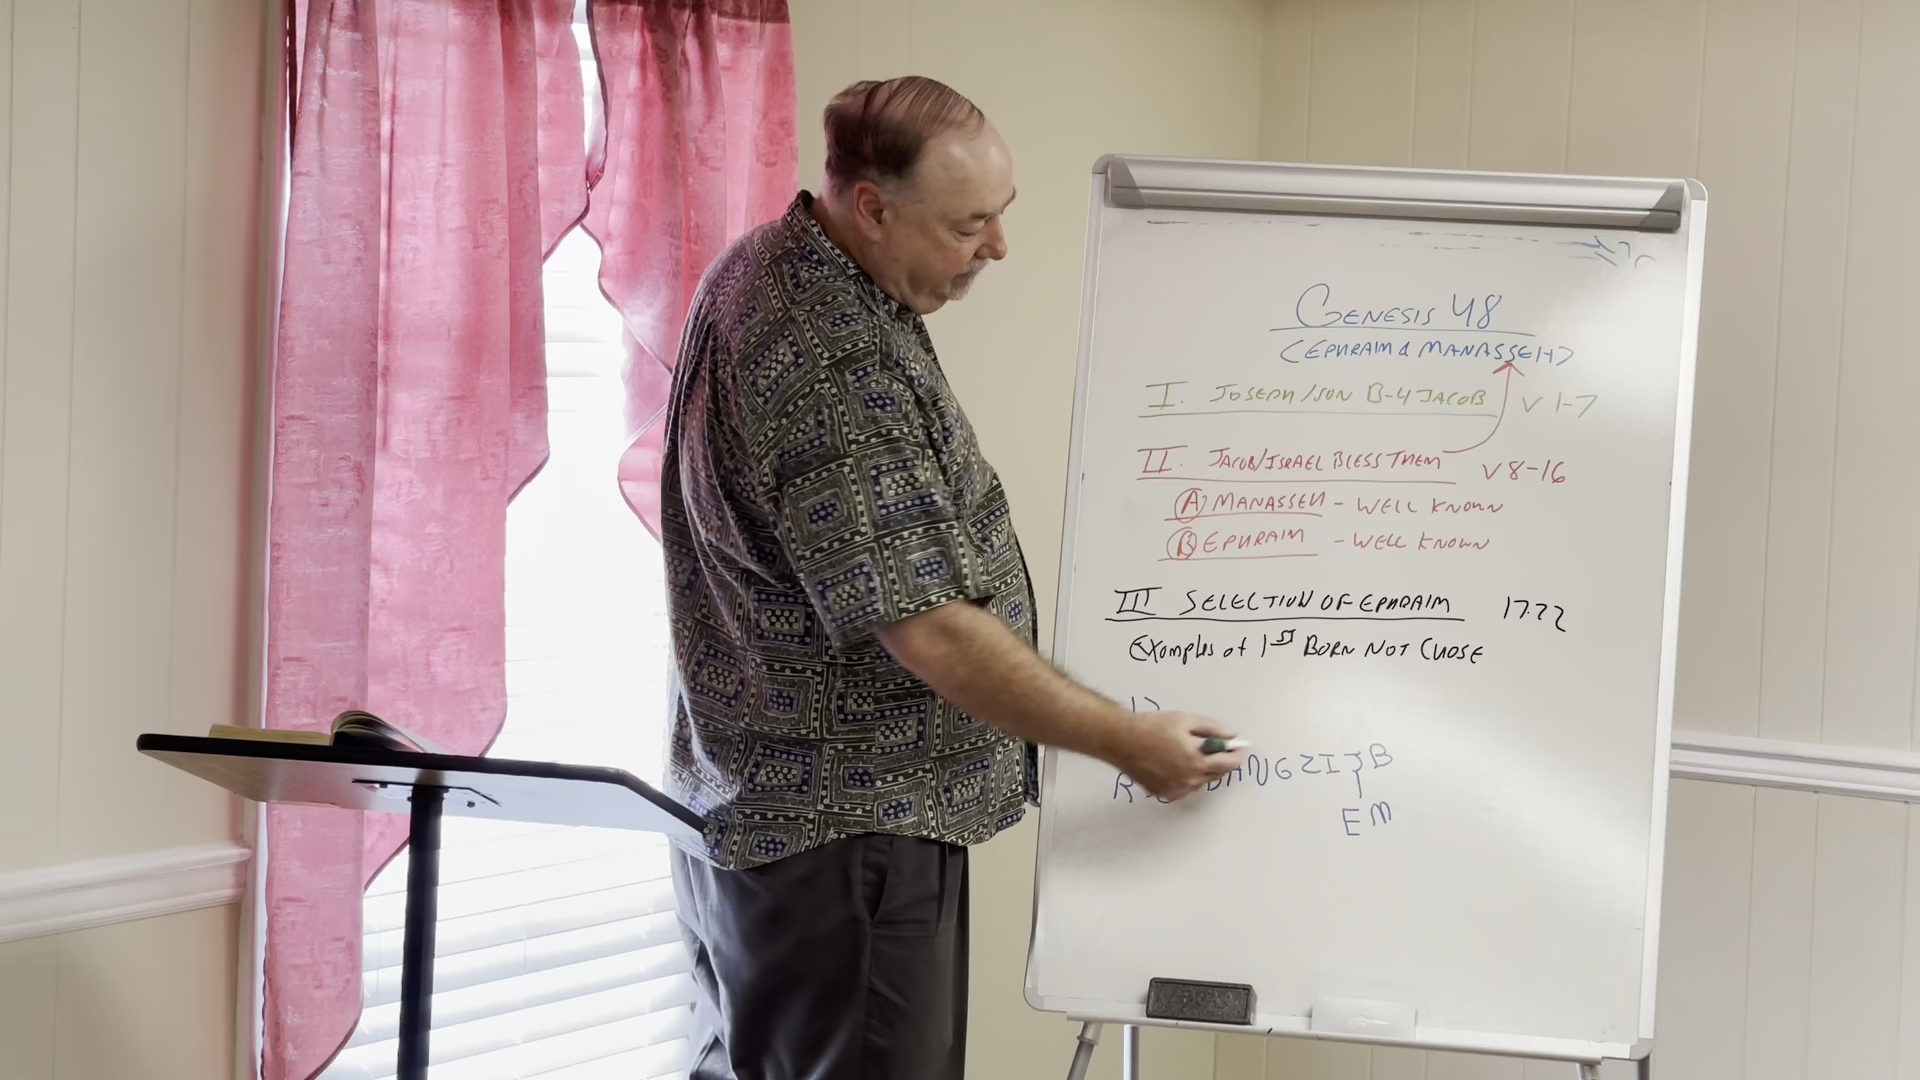 GENESIS 48
(EPHRAIM & MANASSEH)
I. JOSEPH/SON B-4 JACOB V 1-7
II. JACOB/ISRAEL BLESS THEM V 8-16
(A) MANASSEH - WELL KNOWN
(B) EPHRAIM - WELL KNOWN
III SELECTION OF EPHRAIM 17-22
Examples of 1ST BORN NOT CHOSE
12
R DANGZIJB
EM